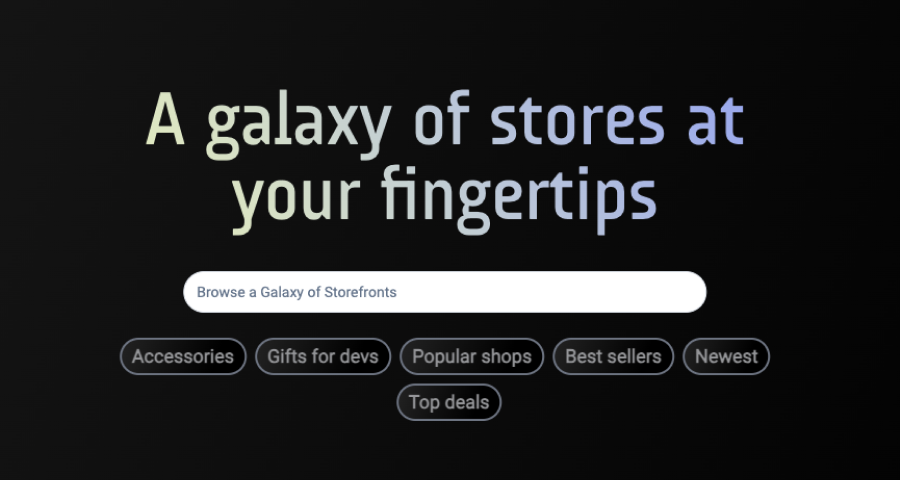 A galaxy of stores at
your fingertips
Browse a Galaxy of Storefronts
Accessories Gifts for devs Popular shops Best sellers Newest
Top deals